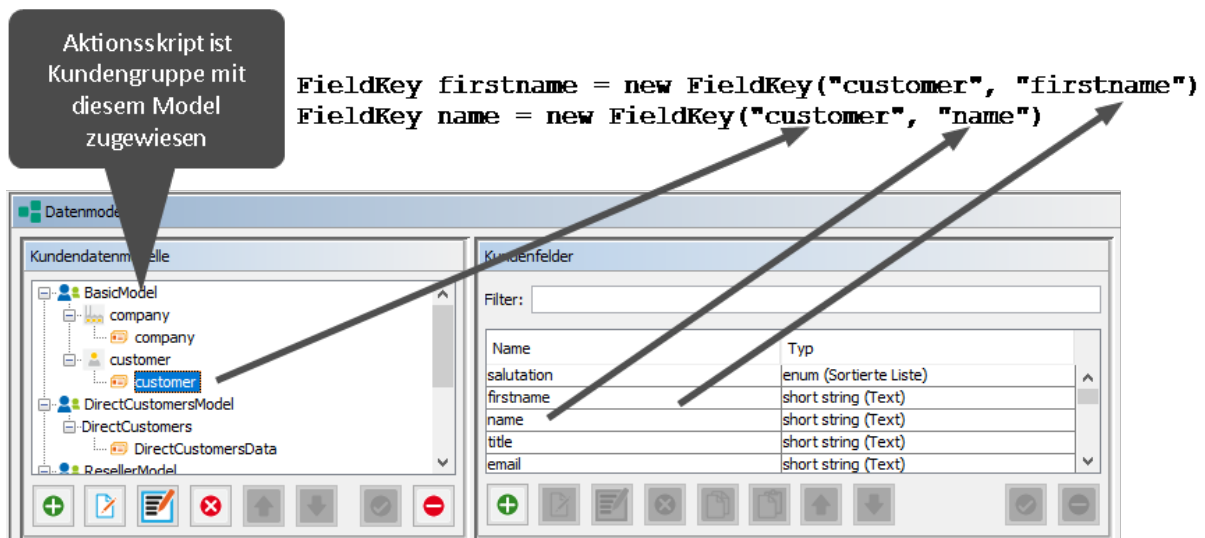 Aktionsskript ist
Kundengruppe mit
diesem Model
zugewiesen
FieldKey firstname = new FieldKey("customer", "firstname")
FieldKey name = new FieldKey("customer", "name")
Datenmode
Kundendatenmodelle
BasicModel
company
company
customer
customer
DirectCustomersModel
DirectCustomers
DirectCustomersData
ResellerModel
Kundenfelder
Filter:
Name Typ
salutation enum (Sortierte Liste)
firstname short string (Text)
name short string (Text)
title short string (Text)
email short string (Text)